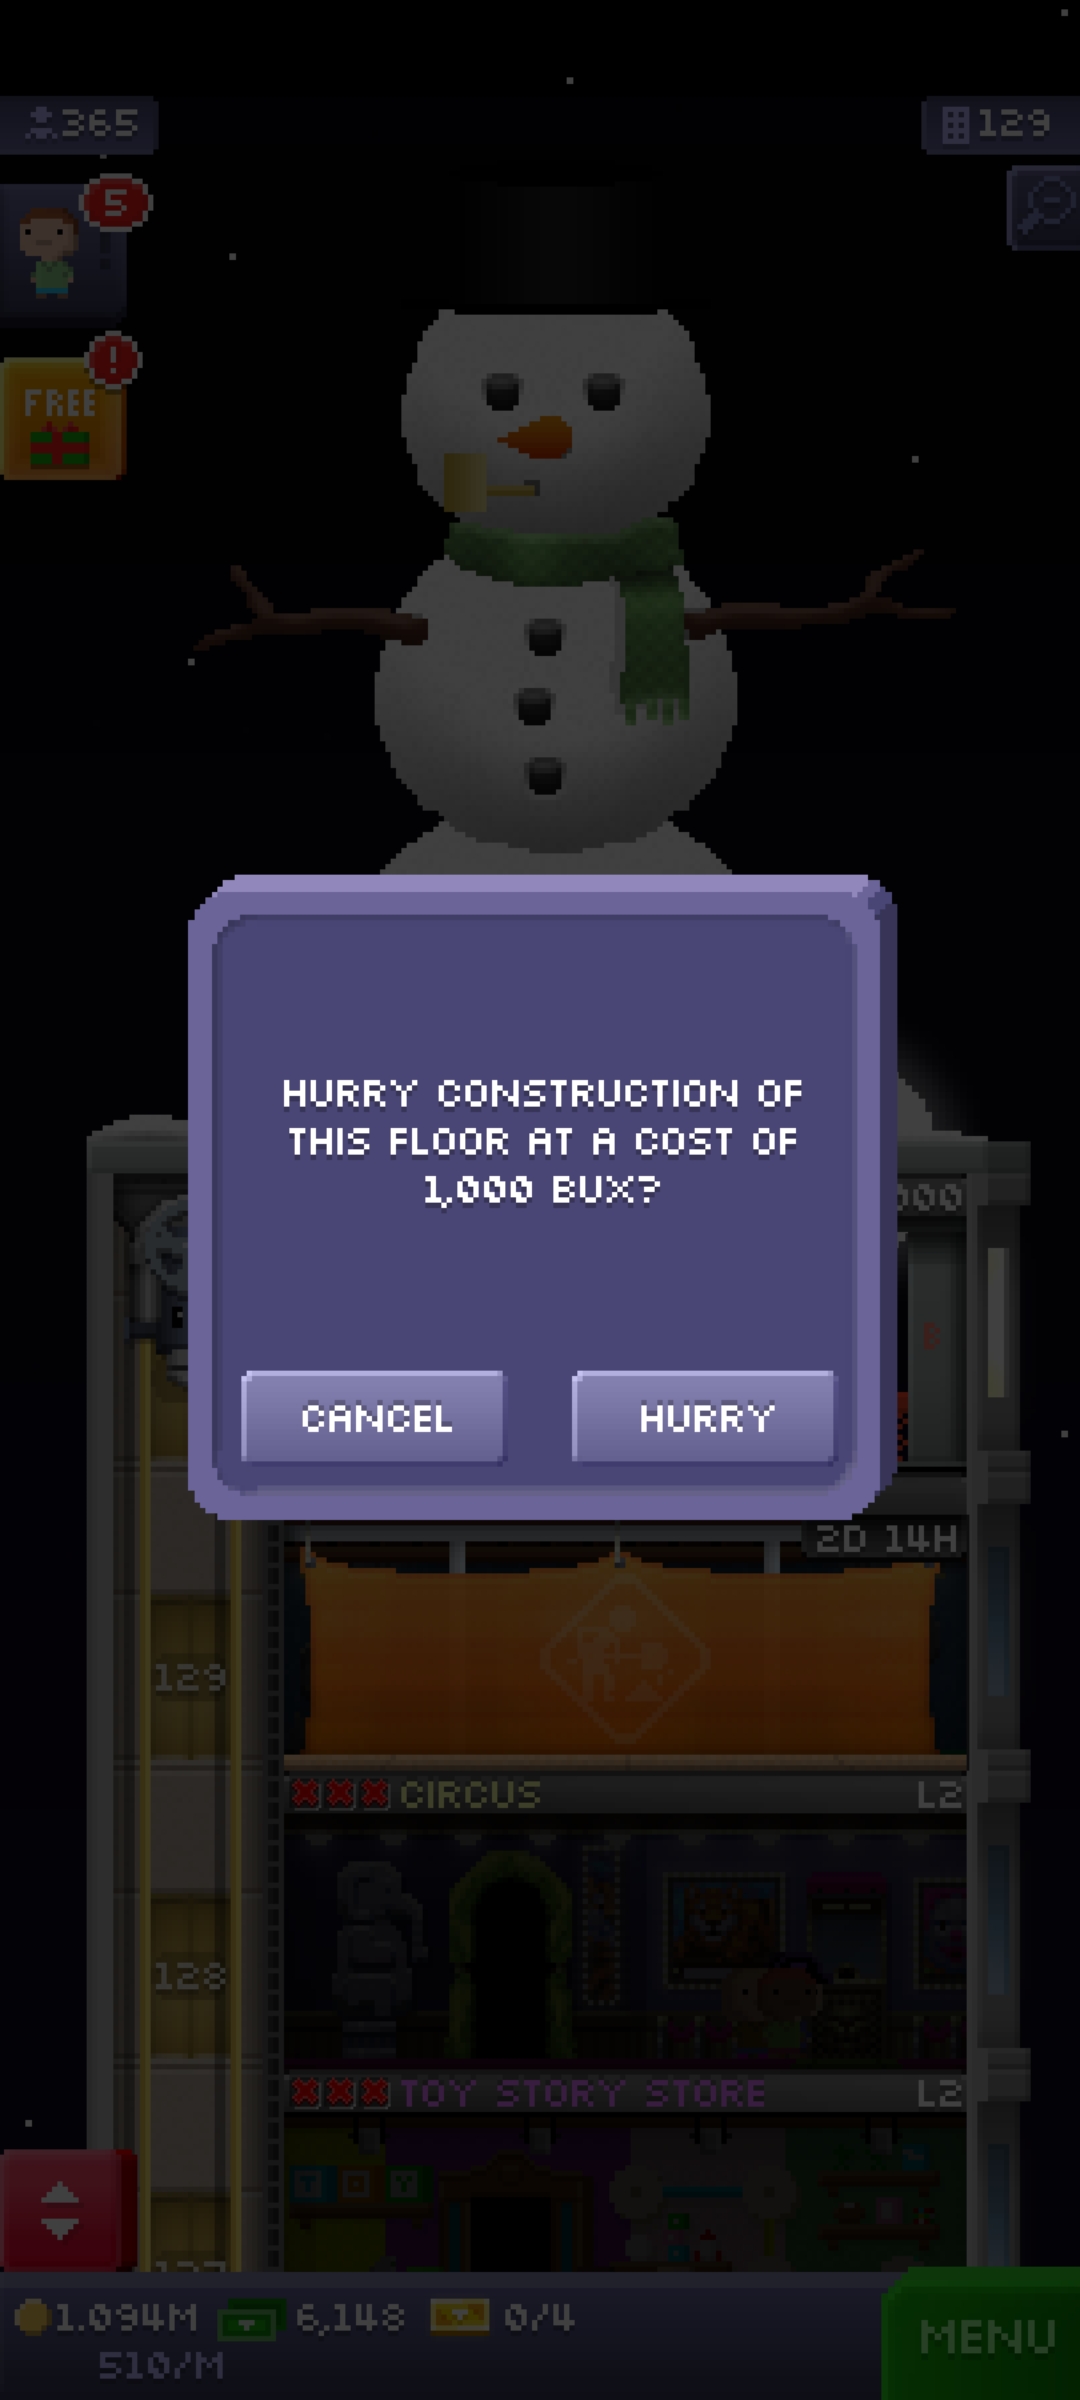 365
129
5
!
FREE
HURRY CONSTRUCTION OF
THIS FLOOR AT A COST OF
1,000 BUX?
CANCEL
HURRY
B
2D 14H
129
CIRCUS
L2
128
TOY STORY STORE
L2
TOY
1.094M
6,148
0/4
510/M
MENU